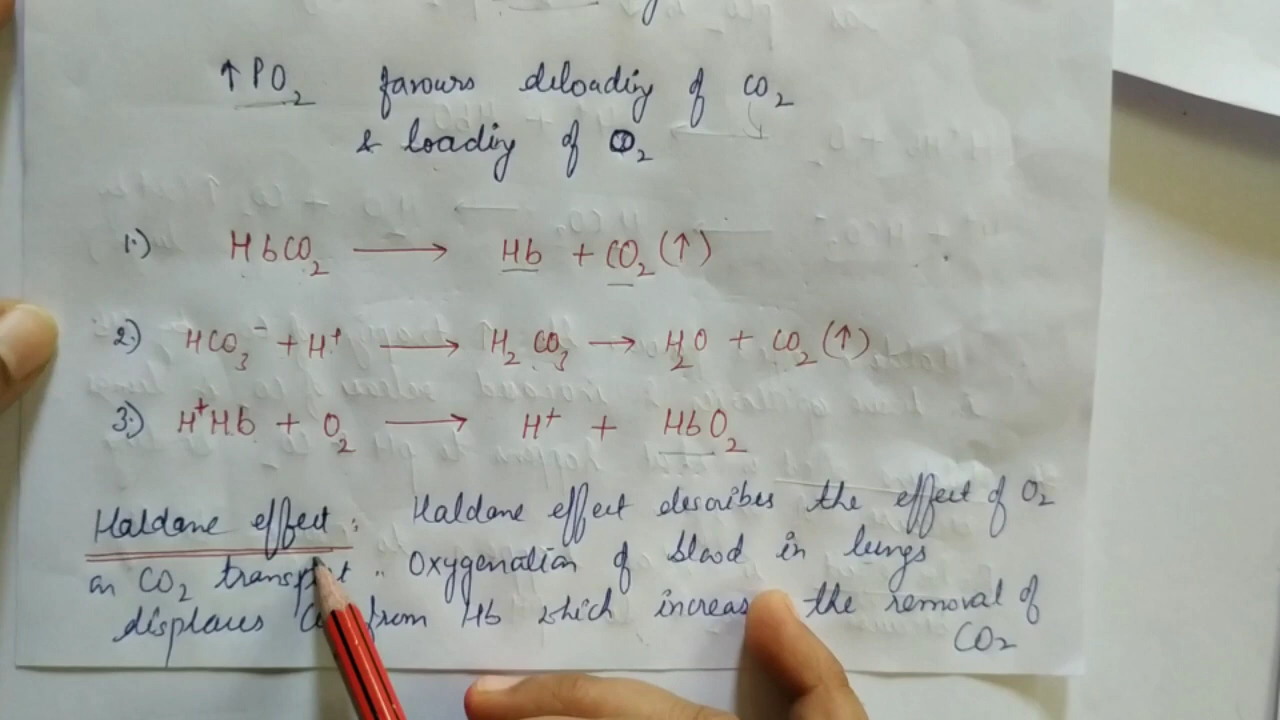 ↑PO₂ favours deloading of CO₂
& loading of O₂
1.) HbCO₂ ⟶ Hb + CO₂ (↑)
2.) HCO₃⁻ + H⁺ ⟶ H₂CO₃ ⟶ H₂O + CO₂ (↑)
3.) H⁺Hb + O₂ ⟶ H⁺ + HbO₂
Haldane effect : Haldane effect describes the effect of O₂
on CO₂ transport. Oxygenation of blood in lungs
displaces from Hb which increase the removal of
CO₂